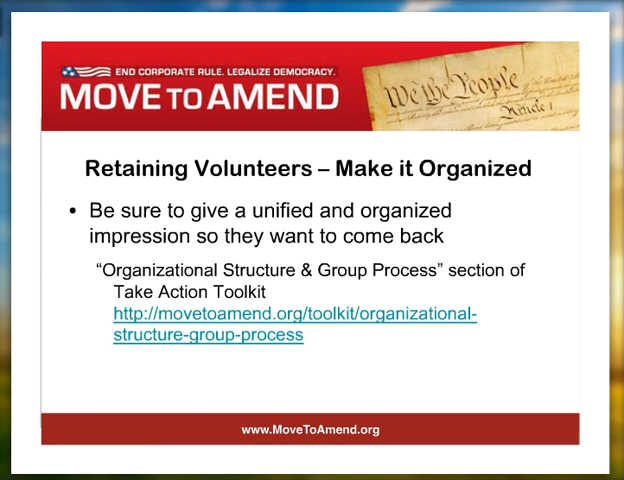 END CORPORATE RULE. LEGALIZE DEMOCRACY.
MOVE TO AMEND
We the People
Article 1
Retaining Volunteers – Make it Organized
• Be sure to give a unified and organized
impression so they want to come back
“Organizational Structure & Group Process” section of
Take Action Toolkit
http://movetoamend.org/toolkit/organizational-
structure-group-process
www.MoveToAmend.org